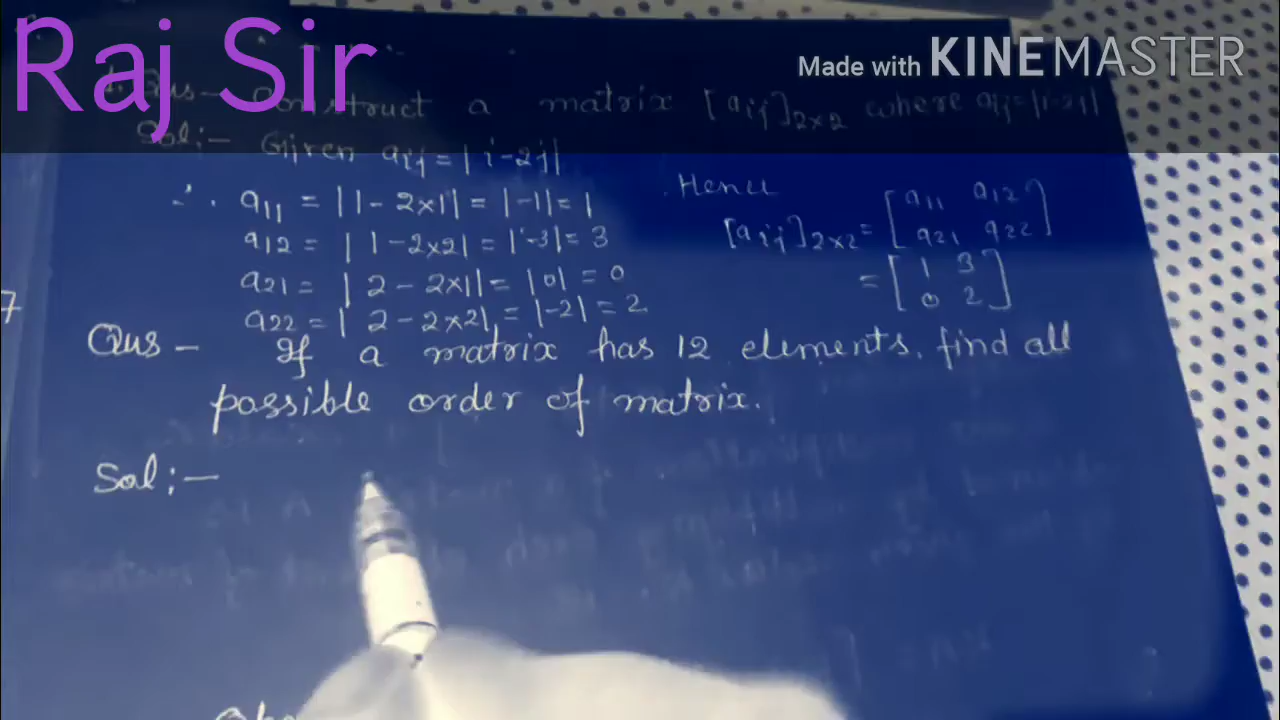 Raj Sir
Made with KINEMASTER
Qus - Construct a matrix [aij]2×2 where aij = |i-2j|
Sol:- Given aij = |i-2j|
∴ a11 = |1-2×1| = |-1| = 1
a12 = |1-2×2| = |-3| = 3
a21 = |2-2×1| = |0| = 0
a22 = |2-2×2| = |-2| = 2
Hence
[aij]2×2 = [a11 a12
a21 a22]
= [1 3
0 2]
7
Qus - If a matrix has 12 elements, find all
possible order of matrix.
Sol:-